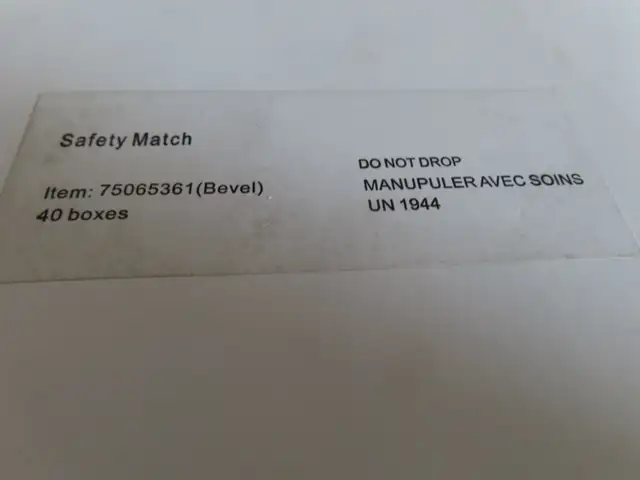 Safety Match
Item: 75065361(Bevel)
40 boxes
DO NOT DROP
MANUPULER AVEC SOINS
UN 1944